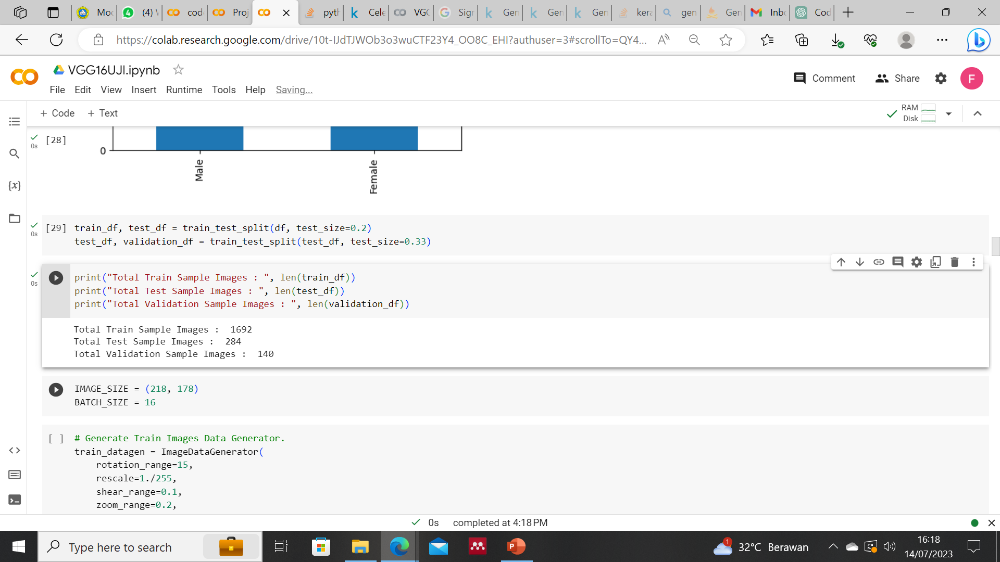 Mo
4
(4)
cod
Proj
pyth
Cele
VGG
Sign
Gen
Gen
Gen
kera
gen
Gen
Inbo
Cod
https://colab.research.google.com/drive/10t-IJdTJWOb3o3wuCTF23Y4_OO8C_EHI?authuser=3#scrollTo=QY4...
VGG16UJI.ipynb
Comment
Share
F
File Edit View Insert Runtime Tools Help Saving...
+ Code + Text
RAM
Disk
0s
[28]
0
Male
Female
0s
[29] train_df, test_df = train_test_split(df, test_size=0.2)
test_df, validation_df = train_test_split(test_df, test_size=0.33)
0s
print("Total Train Sample Images : ", len(train_df))
print("Total Test Sample Images : ", len(test_df))
print("Total Validation Sample Images : ", len(validation_df))
Total Train Sample Images :  1692
Total Test Sample Images :  284
Total Validation Sample Images :  140
IMAGE_SIZE = (218, 178)
BATCH_SIZE = 16
[ ] # Generate Train Images Data Generator.
train_datagen = ImageDataGenerator(
rotation_range=15,
rescale=1./255,
shear_range=0.1,
zoom_range=0.2,
0s completed at 4:18 PM
Type here to search
1
32°C Berawan
16:18
14/07/2023